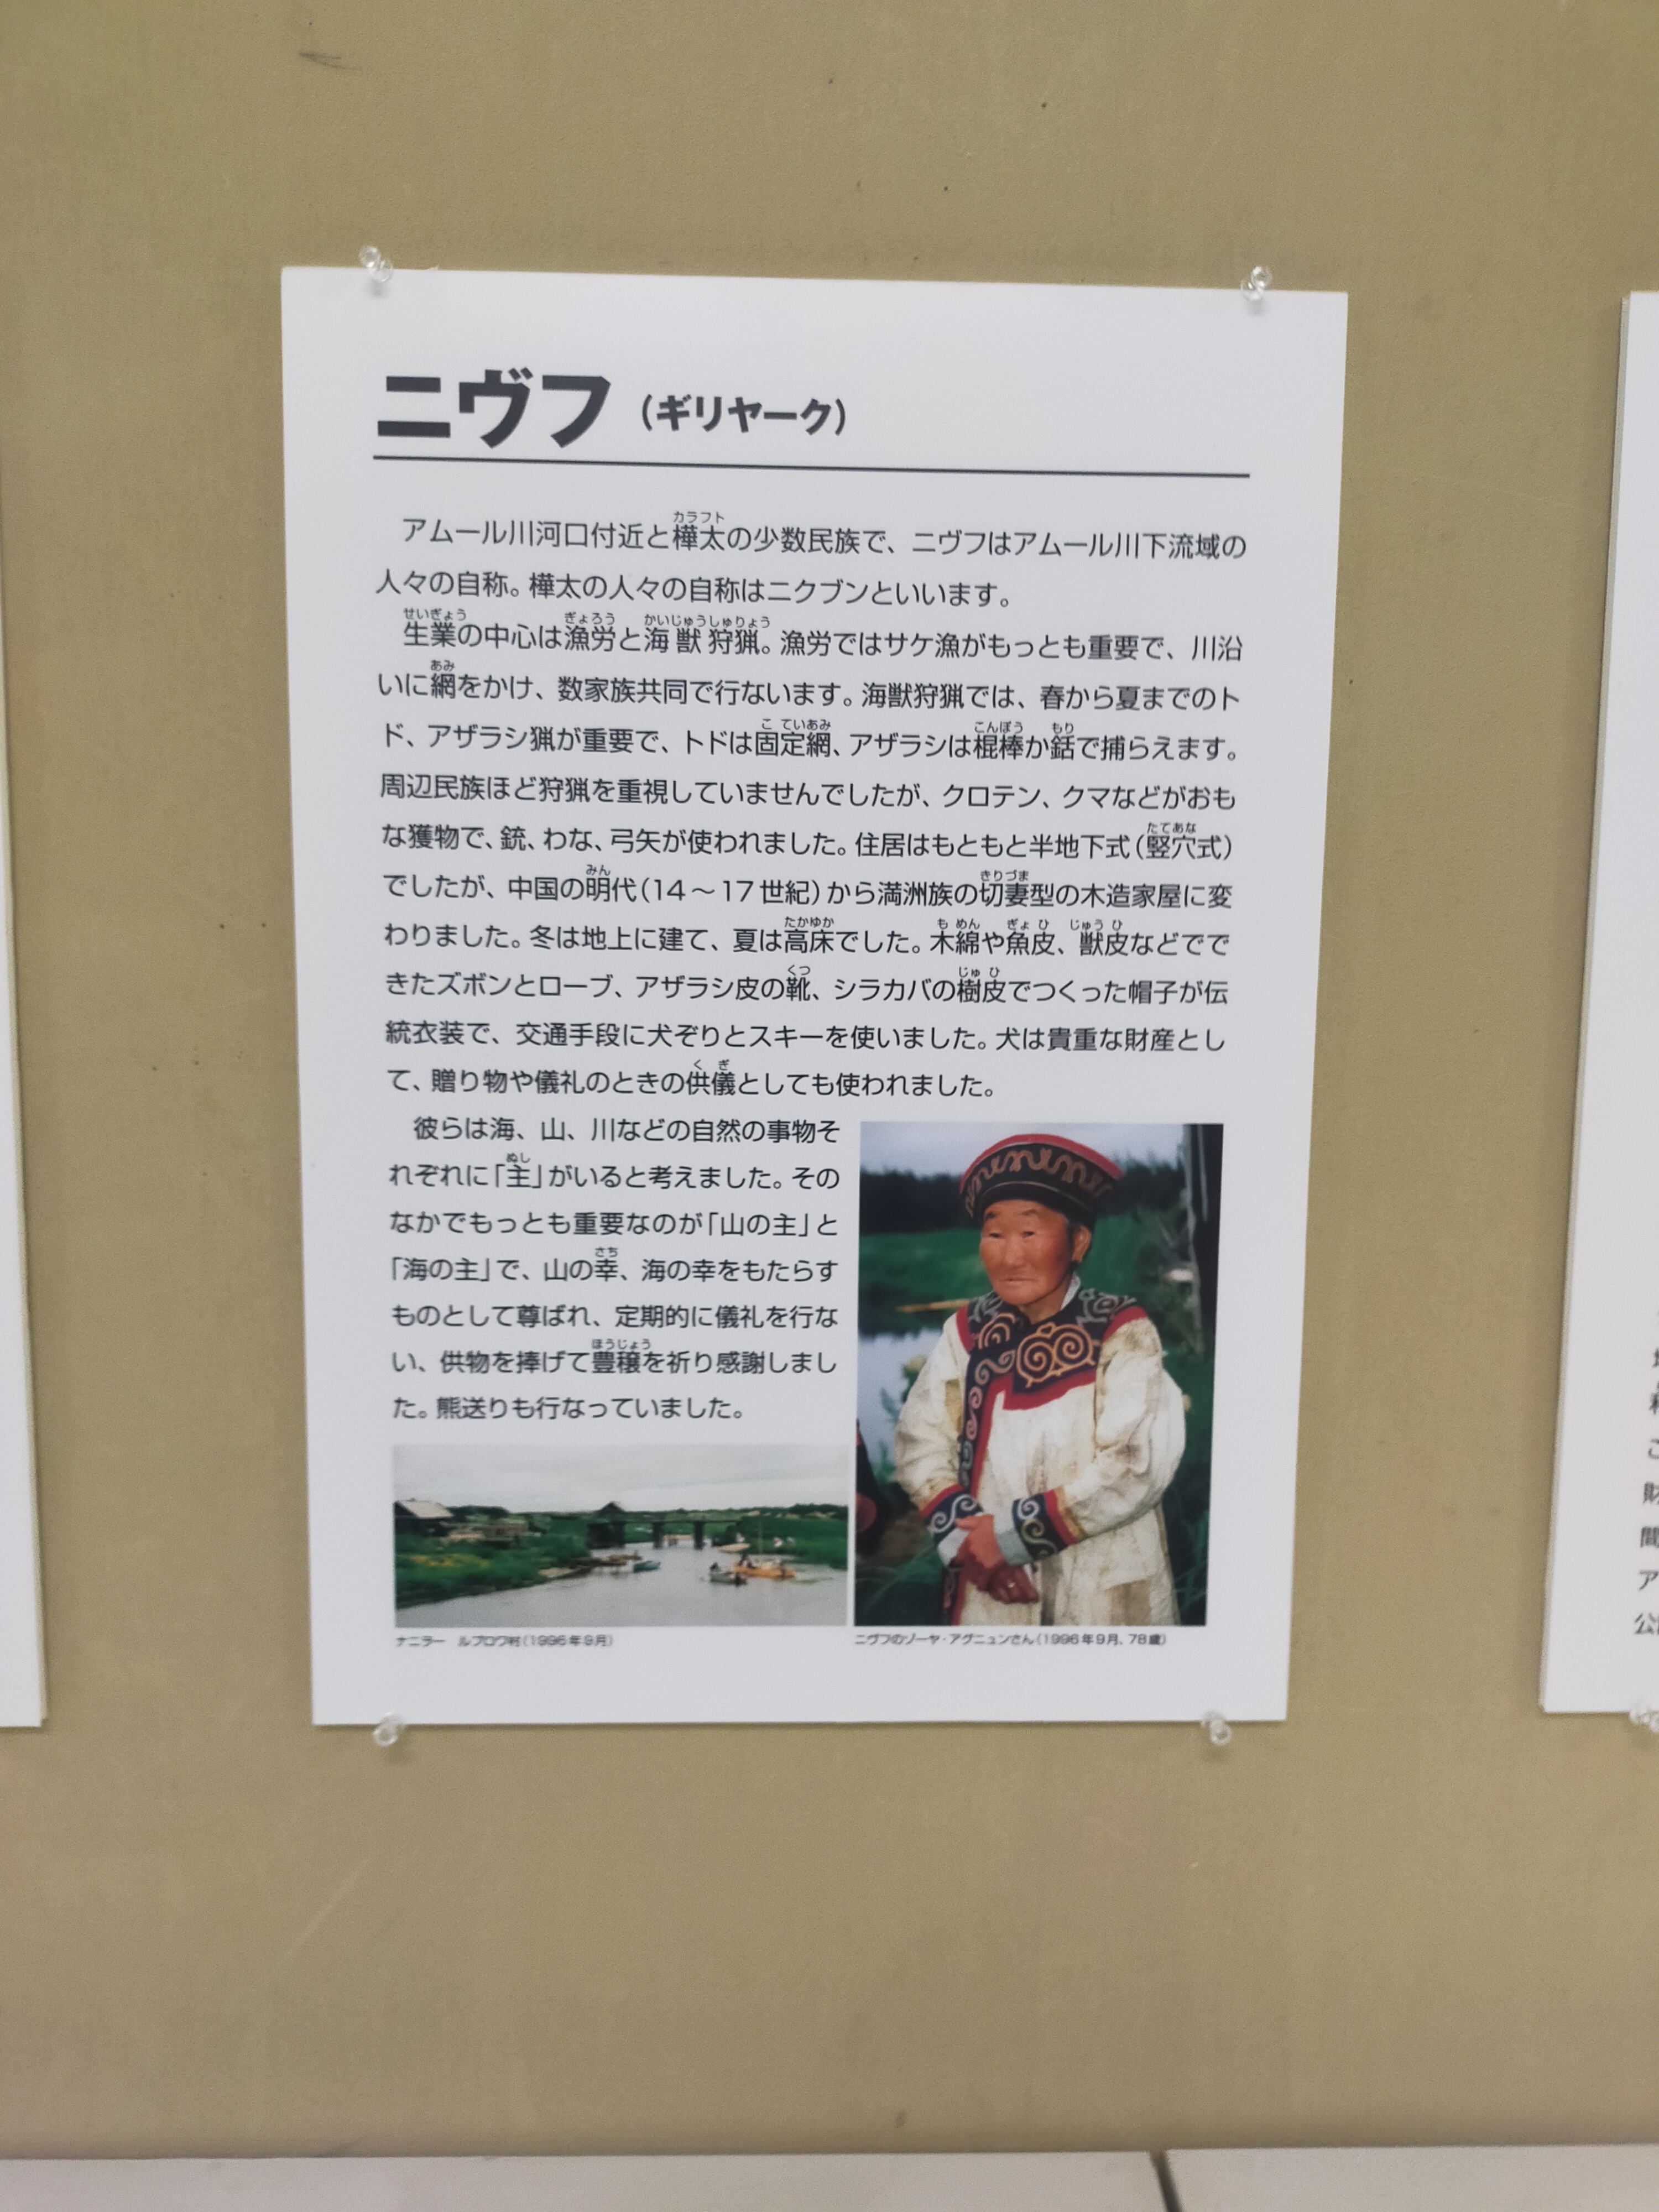 ニヴフ（ギリヤーク）
アムール川河口付近と樺太の少数民族で、ニヴフはアムール川下流域の
人々の自称。樺太の人々の自称はニクブンといいます。
生業の中心は漁労と海獣狩猟。漁労ではサケ漁がもっとも重要で、川沿
いに網をかけ、数家族共同で行ないます。海獣狩猟では、春から夏までのト
ド、アザラシ猟が重要で、トドは固定網、アザラシは棍棒か銛で捕らえます。
周辺民族ほど狩猟を重視していませんでしたが、クロテン、クマなどがおも
な獲物で、銃、わな、弓矢が使われました。住居はもともと半地下式（竪穴式）
でしたが、中国の明代（14～17世紀）から満洲族の切妻型の木造家屋に変
わりました。冬は地上に建て、夏は高床でした。木綿や魚皮、獣皮などでで
きたズボンとローブ、アザラシ皮の靴、シラカバの樹皮でつくった帽子が伝
統衣装で、交通手段に犬ぞりとスキーを使いました。犬は貴重な財産とし
て、贈り物や儀礼のときの供儀としても使われました。
彼らは海、山、川などの自然の事物そ
れぞれに「主」がいると考えました。その
なかでもっとも重要なのが「山の主」と
「海の主」で、山の幸、海の幸をもたらす
ものとして尊ばれ、定期的に儀礼を行な
い、供物を捧げて豊穣を祈り感謝しまし
た。熊送りも行なっていました。
ナニラー　ルブロワ村（1996年9月）
ニヴフのゾーヤ・アグニュンさん（1996年9月、78歳）